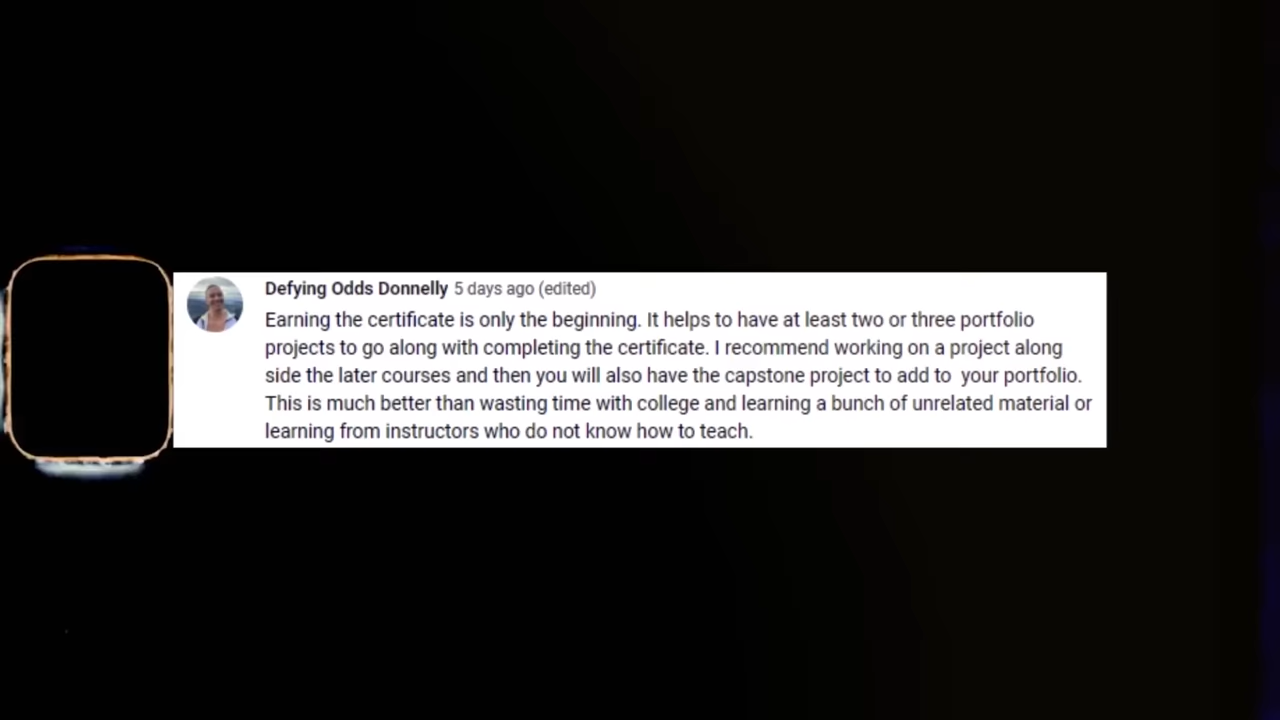 Defying Odds Donnelly 5 days ago (edited)
Earning the certificate is only the beginning. It helps to have at least two or three portfolio
projects to go along with completing the certificate. I recommend working on a project along
side the later courses and then you will also have the capstone project to add to  your portfolio.
This is much better than wasting time with college and learning a bunch of unrelated material or
learning from instructors who do not know how to teach.